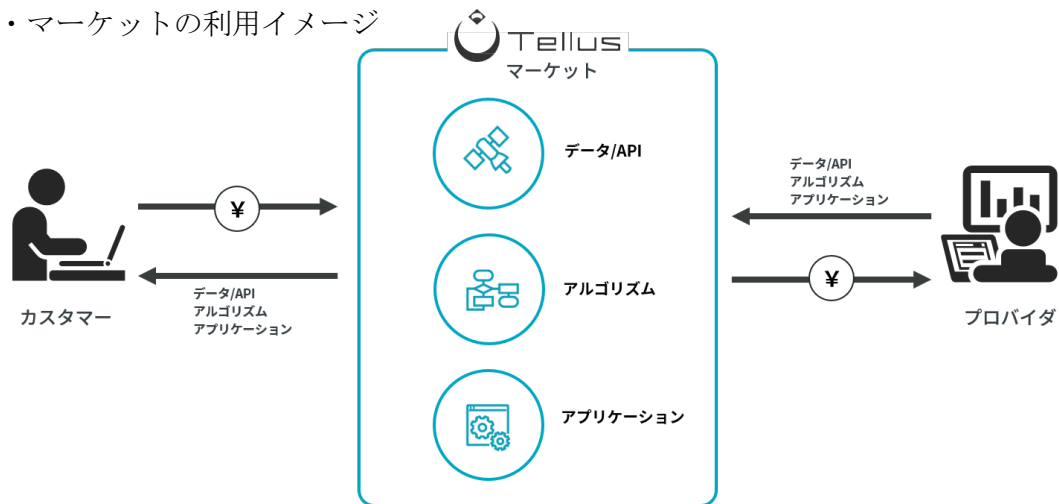 ・マーケットの利用イメージ
Tellus
マーケット
データ/API
アルゴリズム
アプリケーション
¥
データ/API
アルゴリズム
アプリケーション
カスタマー
データ/API
アルゴリズム
アプリケーション
¥
プロバイダ